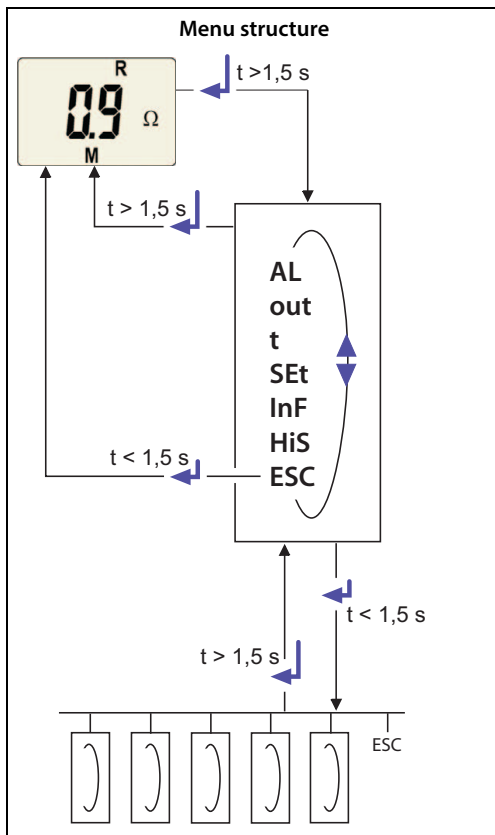 Menu structure
R
0.9 Ω
M
t >1,5 s
t > 1,5 s
AL
out
t
SEt
InF
HiS
ESC
t < 1,5 s
t < 1,5 s
t > 1,5 s
ESC